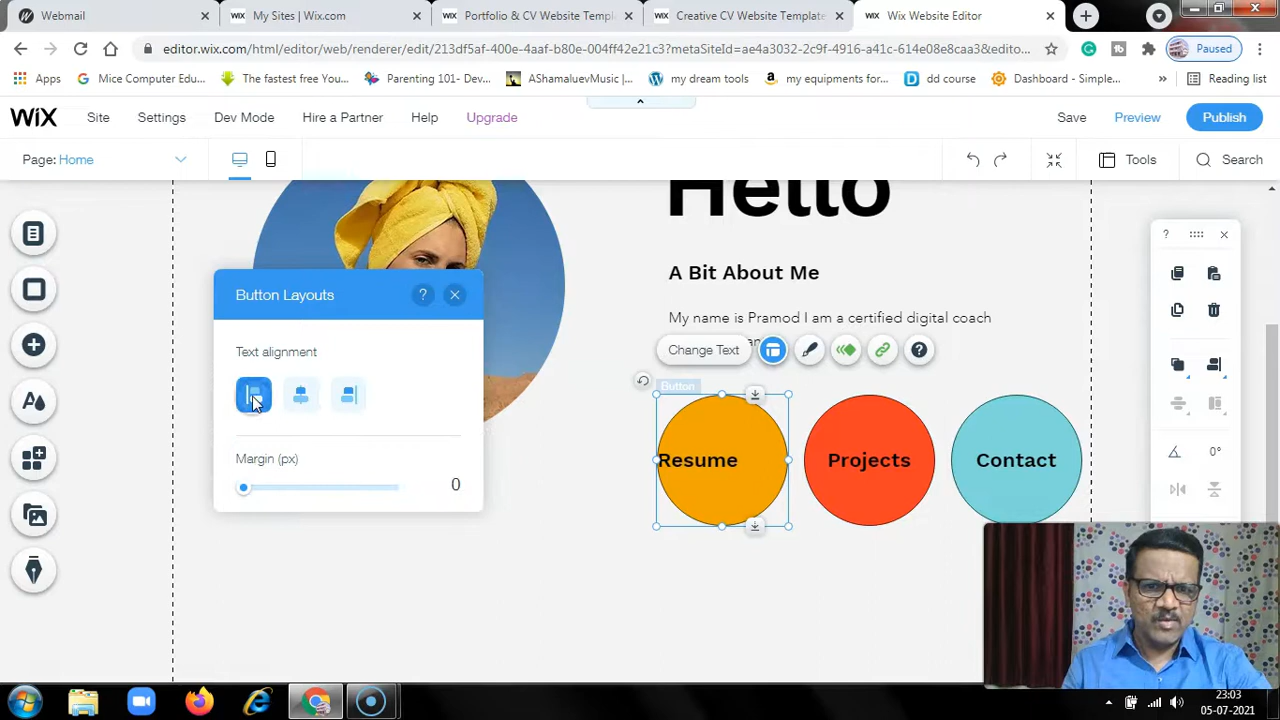 Webmail
My Sites | Wix.com
Portfolio & CV Website Templ
Creative CV Website Template
Wix Website Editor
editor.wix.com/html/editor/web/renderer/edit/213df5af-400e-4aaf-b80e-004ff42e21c3?metaSiteId=ae4a3032-2c9f-4916-a41c-614e08e8caa3&edito...
Paused
Apps
Mice Computer Edu...
The fastest free You...
Parenting 101- Dev...
AShamaluevMusic |...
my dream tools
my equipments for...
dd course
Dashboard - Simple...
Reading list
WiX
Site
Settings
Dev Mode
Hire a Partner
Help
Upgrade
Save
Preview
Publish
Page: Home
Tools
Search
Hello
A Bit About Me
My name is Pramod I am a certified digital coach
Change Text
Button
Resume
Projects
Contact
Button Layouts
?
Text alignment
Margin (px)
0
?
0°
23:03
05-07-2021